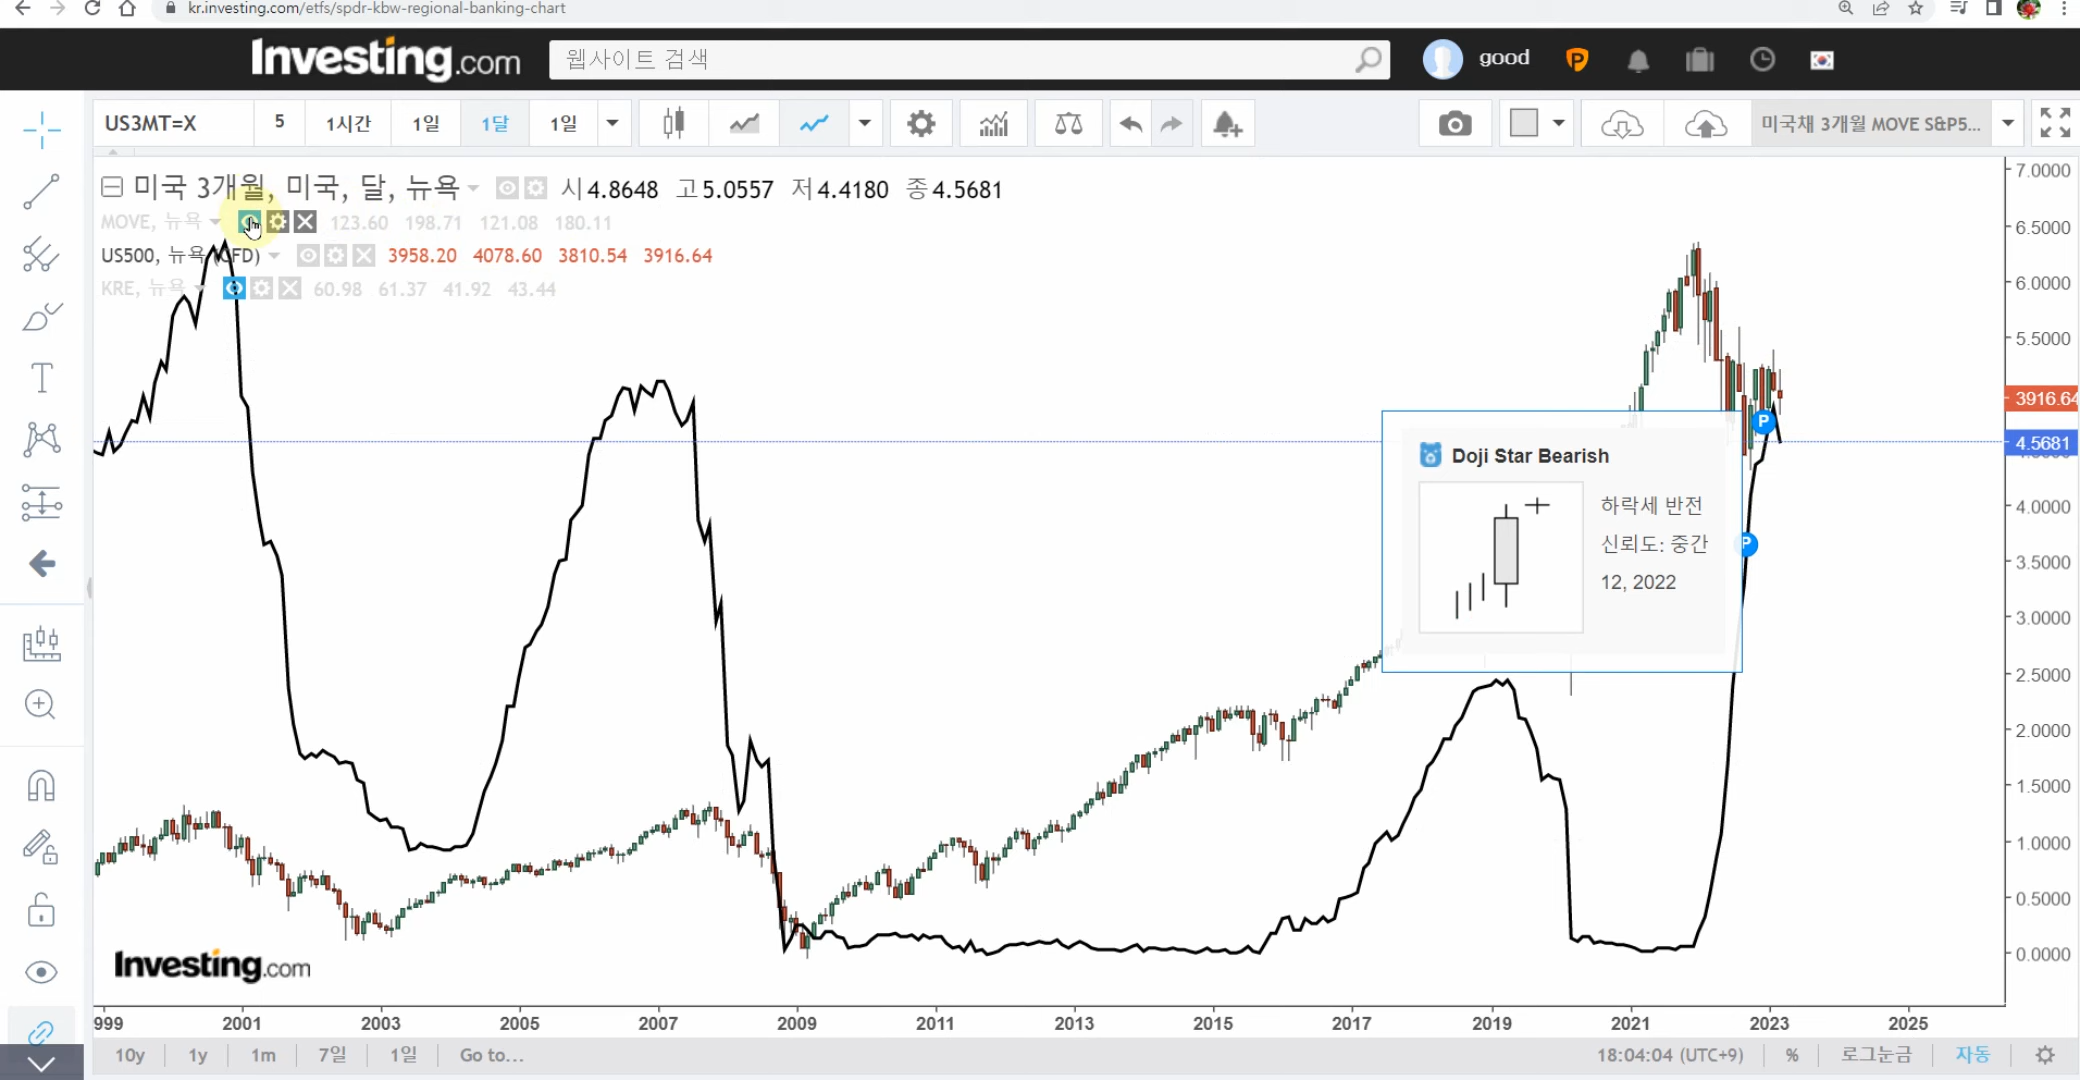 kr.investing.com/etfs/spdr-kbw-regional-banking-chart
Investing.com
웹사이트 검색
good
P
US3MT=X
5
1시간
1일
1달
1일
미국채 3개월 MOVE S&P5...
미국 3개월, 미국, 달, 뉴욕 시4.8648 고5.0557 저4.4180 종4.5681
MOVE, 뉴욕 123.60 198.71 121.08 180.11
US500, 뉴욕 (CFD) 3958.20 4078.60 3810.54 3916.64
KRE, 뉴욕 60.98 61.37 41.92 43.44
7.0000
6.5000
6.0000
5.5000
3916.64
4.5681
4.0000
3.5000
3.0000
2.5000
2.0000
1.5000
1.0000
0.5000
0.0000
P
Doji Star Bearish
하락세 반전
신뢰도: 중간
P
12, 2022
T
Investing.com
999 2001 2003 2005 2007 2009 2011 2013 2015 2017 2019 2021 2023 2025
10y 1y 1m 7일 1일 Go to... 18:04:04 (UTC+9) % 로그눈금 자동